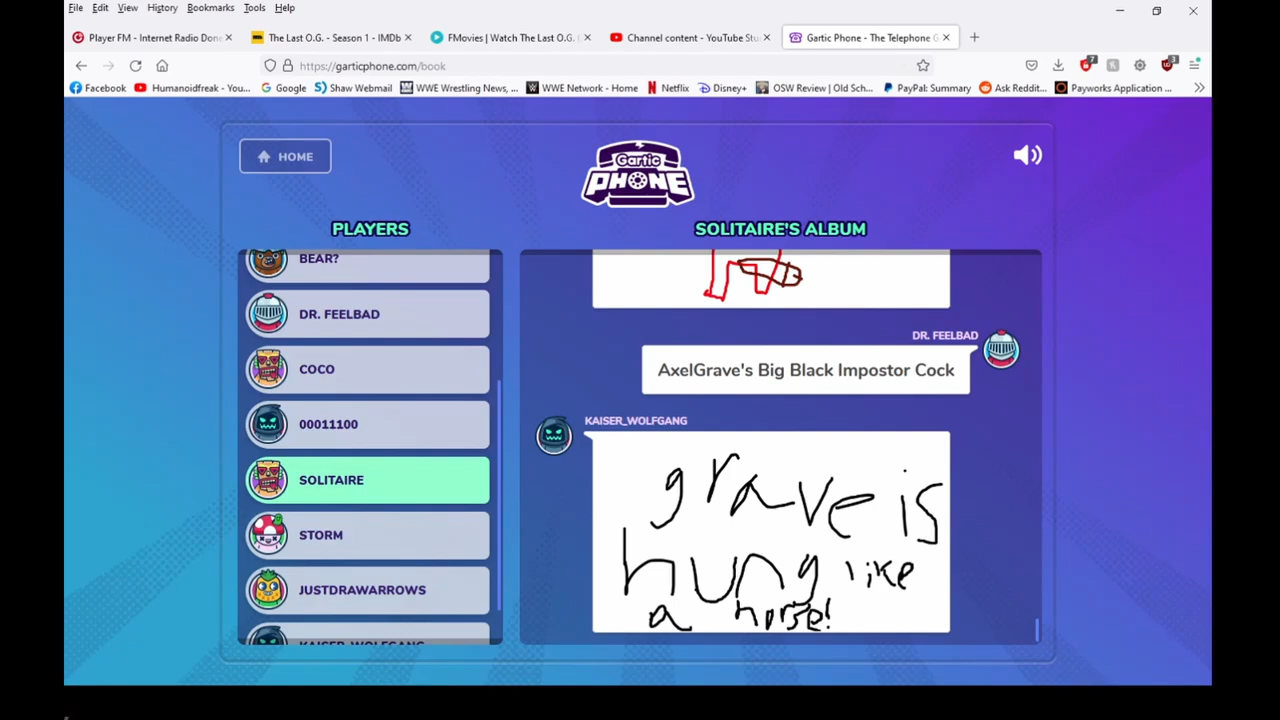 File Edit View History Bookmarks Tools Help
Player FM - Internet Radio Done
The Last O.G. - Season 1 - IMDb
FMovies | Watch The Last O.G. (
Channel content - YouTube Stu
Gartic Phone - The Telephone G
https://garticphone.com/book
Facebook Humanoidfreak - You... Google Shaw Webmail WWE Wrestling News, ... WWE Network - Home Netflix Disney+ OSW Review | Old Sch... PayPal: Summary Ask Reddit... Payworks Application ...
HOME
Gartic
PHONE
PLAYERS
BEAR?
DR. FEELBAD
COCO
00011100
SOLITAIRE
STORM
JUSTDRAWARROWS
KAISER_WOLFGANG
SOLITAIRE'S ALBUM
DR. FEELBAD
AxelGrave's Big Black Impostor Cock
KAISER_WOLFGANG
grave is
hung like
a horse!